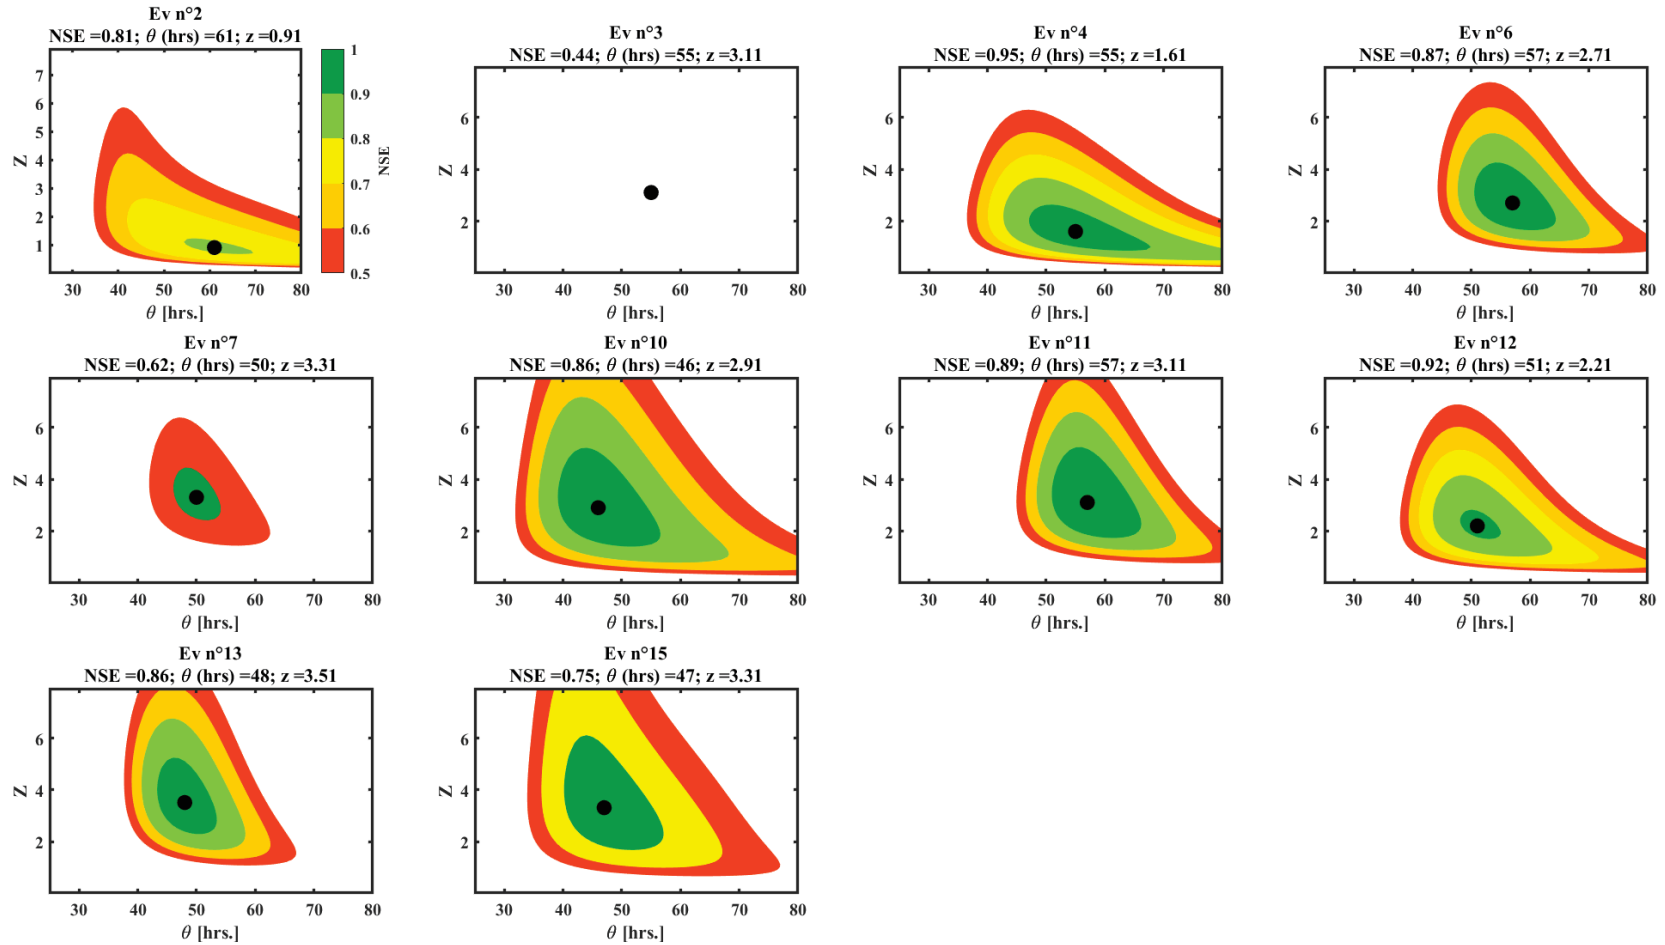 Ev n°2
NSE =0.81; θ (hrs) =61; z =0.91
Z
7
6
5
4
3
2
1
30 40 50 60 70 80
θ [hrs.]
1
0.9
0.8
0.7
0.6
0.5
NSE
Ev n°3
NSE =0.44; θ (hrs) =55; z =3.11
Z
6
4
2
30 40 50 60 70 80
θ [hrs.]
Ev n°4
NSE =0.95; θ (hrs) =55; z =1.61
Z
6
4
2
30 40 50 60 70 80
θ [hrs.]
Ev n°6
NSE =0.87; θ (hrs) =57; z =2.71
Z
6
4
2
30 40 50 60 70 80
θ [hrs.]
Ev n°7
NSE =0.62; θ (hrs) =50; z =3.31
Z
6
4
2
30 40 50 60 70 80
θ [hrs.]
Ev n°10
NSE =0.86; θ (hrs) =46; z =2.91
Z
6
4
2
30 40 50 60 70 80
θ [hrs.]
Ev n°11
NSE =0.89; θ (hrs) =57; z =3.11
Z
6
4
2
30 40 50 60 70 80
θ [hrs.]
Ev n°12
NSE =0.92; θ (hrs) =51; z =2.21
Z
6
4
2
30 40 50 60 70 80
θ [hrs.]
Ev n°13
NSE =0.86; θ (hrs) =48; z =3.51
Z
6
4
2
30 40 50 60 70 80
θ [hrs.]
Ev n°15
NSE =0.75; θ (hrs) =47; z =3.31
Z
6
4
2
30 40 50 60 70 80
θ [hrs.]